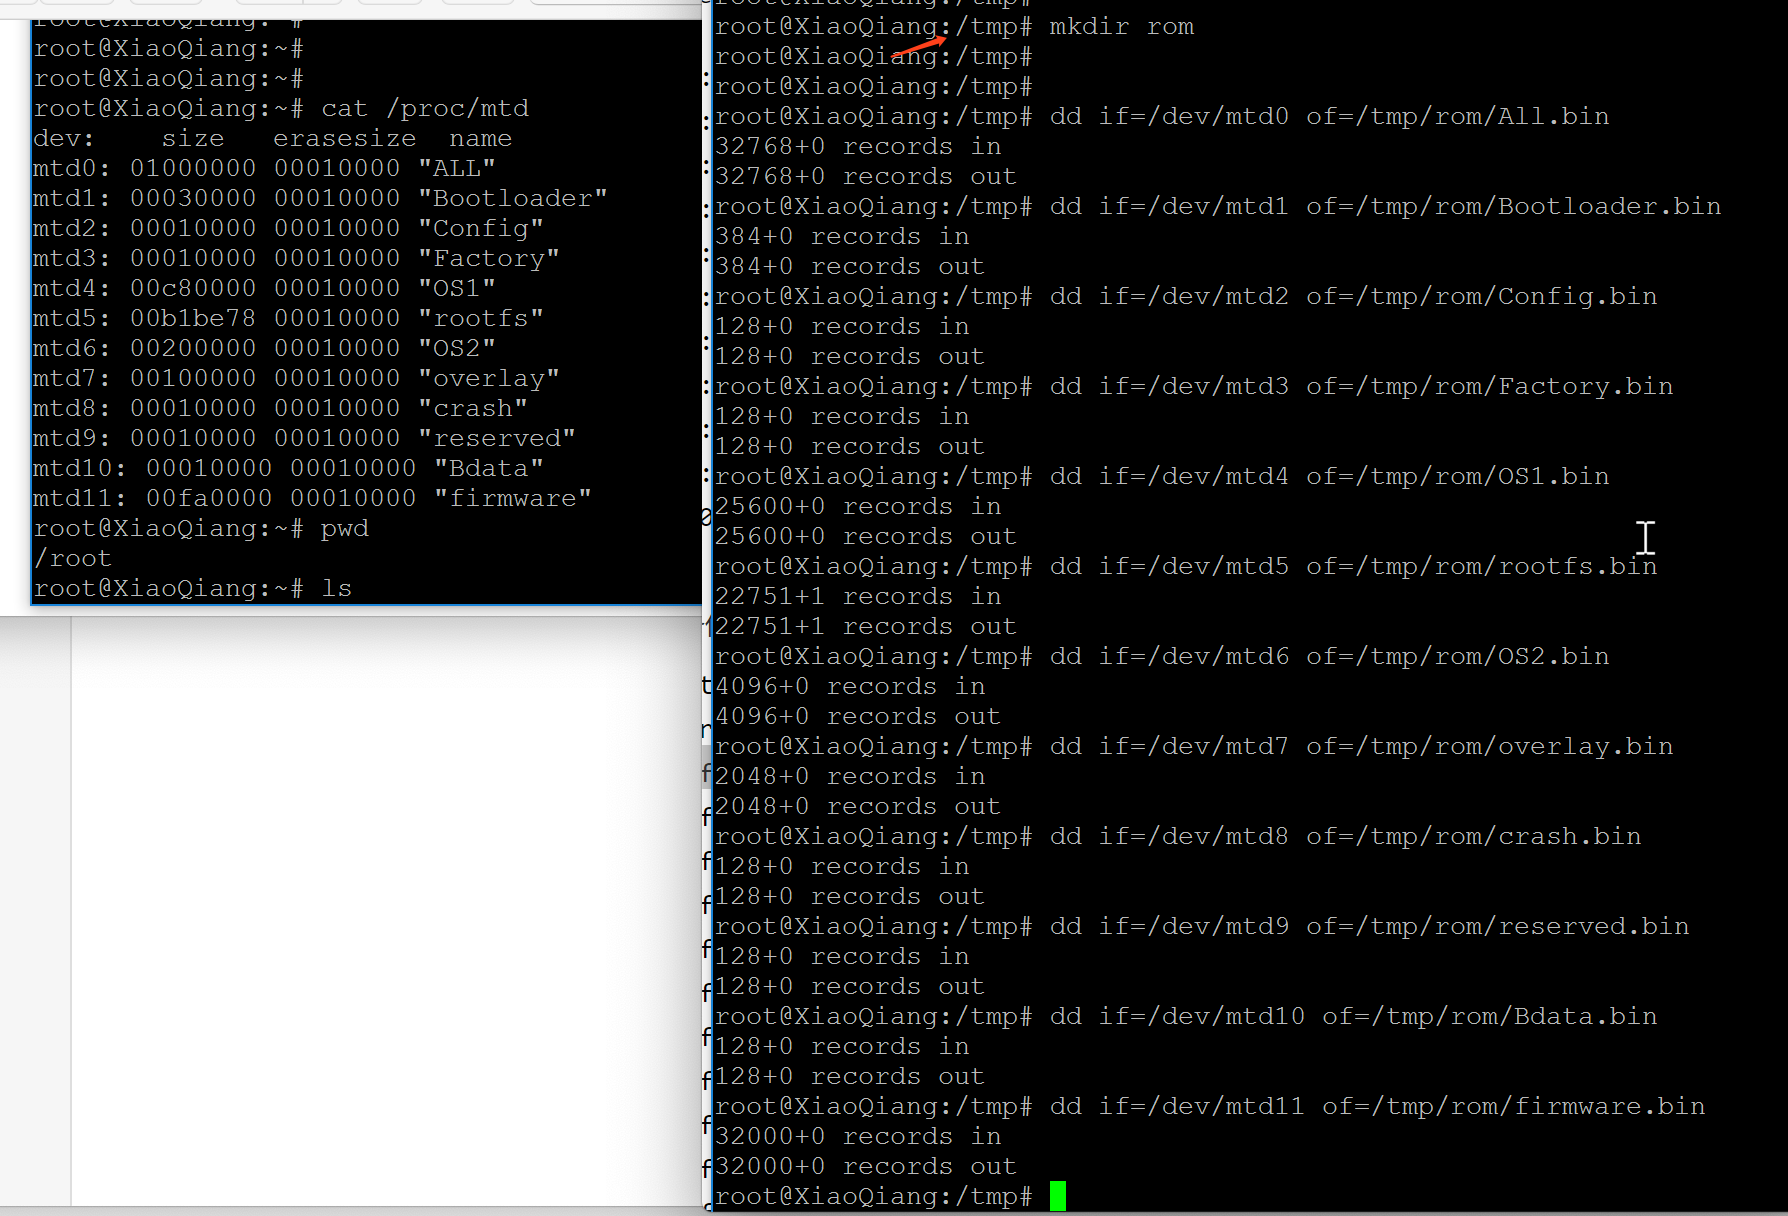 root@XiaoQiang:~#
root@XiaoQiang:~#
root@XiaoQiang:~#
root@XiaoQiang:~# cat /proc/mtd
dev:    size   erasesize  name
mtd0: 01000000 00010000 "ALL"
mtd1: 00030000 00010000 "Bootloader"
mtd2: 00010000 00010000 "Config"
mtd3: 00010000 00010000 "Factory"
mtd4: 00c80000 00010000 "OS1"
mtd5: 00b1be78 00010000 "rootfs"
mtd6: 00200000 00010000 "OS2"
mtd7: 00100000 00010000 "overlay"
mtd8: 00010000 00010000 "crash"
mtd9: 00010000 00010000 "reserved"
mtd10: 00010000 00010000 "Bdata"
mtd11: 00fa0000 00010000 "firmware"
root@XiaoQiang:~# pwd
/root
root@XiaoQiang:~# ls
root@XiaoQiang:/tmp#
root@XiaoQiang:/tmp# mkdir rom
root@XiaoQiang:/tmp#
root@XiaoQiang:/tmp#
root@XiaoQiang:/tmp# dd if=/dev/mtd0 of=/tmp/rom/All.bin
32768+0 records in
32768+0 records out
root@XiaoQiang:/tmp# dd if=/dev/mtd1 of=/tmp/rom/Bootloader.bin
384+0 records in
384+0 records out
root@XiaoQiang:/tmp# dd if=/dev/mtd2 of=/tmp/rom/Config.bin
128+0 records in
128+0 records out
root@XiaoQiang:/tmp# dd if=/dev/mtd3 of=/tmp/rom/Factory.bin
128+0 records in
128+0 records out
root@XiaoQiang:/tmp# dd if=/dev/mtd4 of=/tmp/rom/OS1.bin
25600+0 records in
25600+0 records out
root@XiaoQiang:/tmp# dd if=/dev/mtd5 of=/tmp/rom/rootfs.bin
22751+1 records in
22751+1 records out
root@XiaoQiang:/tmp# dd if=/dev/mtd6 of=/tmp/rom/OS2.bin
4096+0 records in
4096+0 records out
root@XiaoQiang:/tmp# dd if=/dev/mtd7 of=/tmp/rom/overlay.bin
2048+0 records in
2048+0 records out
root@XiaoQiang:/tmp# dd if=/dev/mtd8 of=/tmp/rom/crash.bin
128+0 records in
128+0 records out
root@XiaoQiang:/tmp# dd if=/dev/mtd9 of=/tmp/rom/reserved.bin
128+0 records in
128+0 records out
root@XiaoQiang:/tmp# dd if=/dev/mtd10 of=/tmp/rom/Bdata.bin
128+0 records in
128+0 records out
root@XiaoQiang:/tmp# dd if=/dev/mtd11 of=/tmp/rom/firmware.bin
32000+0 records in
32000+0 records out
root@XiaoQiang:/tmp#